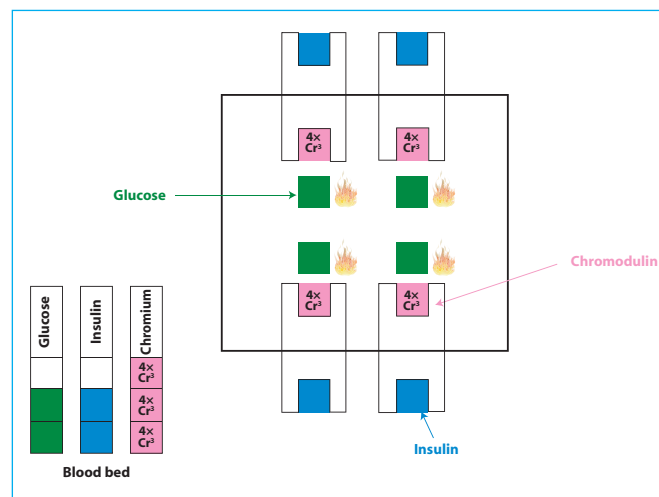 4×
Cr³
4×
Cr³
Glucose
Chromodulin
4×
Cr³
4×
Cr³
Glucose
Insulin
Chromium
4×
Cr³
4×
Cr³
4×
Cr³
Insulin
Blood bed